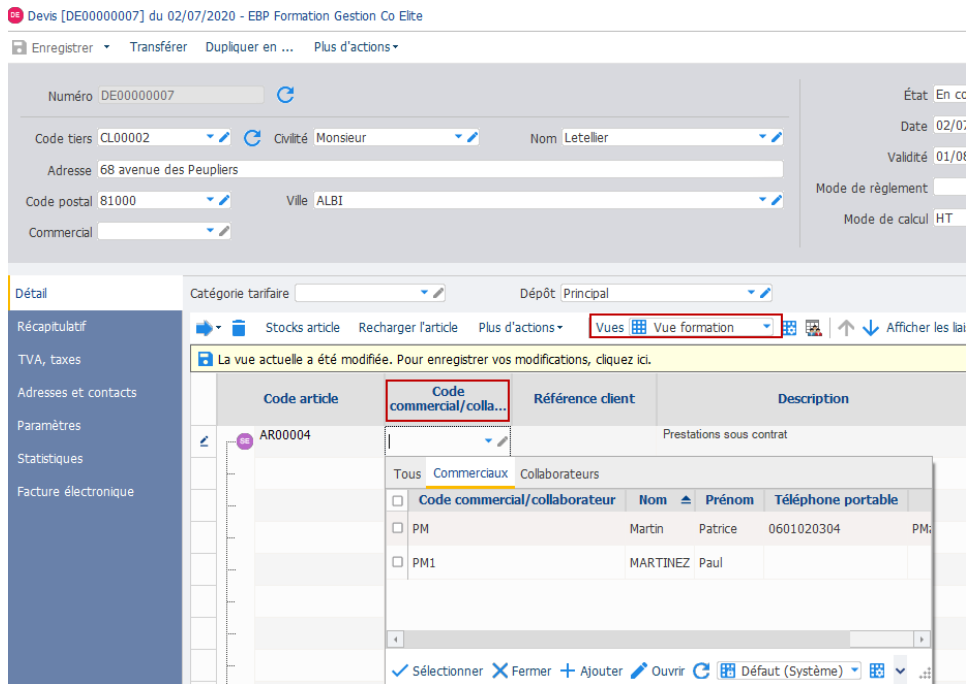 DE Devis [DE00000007] du 02/07/2020 - EBP Formation Gestion Co Elite
Enregistrer Transférer Dupliquer en ... Plus d'actions
Numéro DE00000007 État En co
Code tiers CL00002 Civilité Monsieur Nom Letellier Date 02/07
Adresse 68 avenue des Peupliers Validité 01/08
Code postal 81000 Ville ALBI Mode de règlement
Commercial Mode de calcul HT
Détail Catégorie tarifaire Dépôt Principal
Récapitulatif Stocks article Recharger l'article Plus d'actions Vues Vue formation Afficher les liai
TVA, taxes La vue actuelle a été modifiée. Pour enregistrer vos modifications, cliquez ici.
Adresses et contacts Code article Code commercial/colla... Référence client Description
Paramètres
Statistiques
Facture électronique
SE AR00004 Prestations sous contrat
Tous Commerciaux Collaborateurs
Code commercial/collaborateur Nom Prénom Téléphone portable
PM Martin Patrice 0601020304
PM1 MARTINEZ Paul
Sélectionner Fermer Ajouter Ouvrir Défaut (Système)